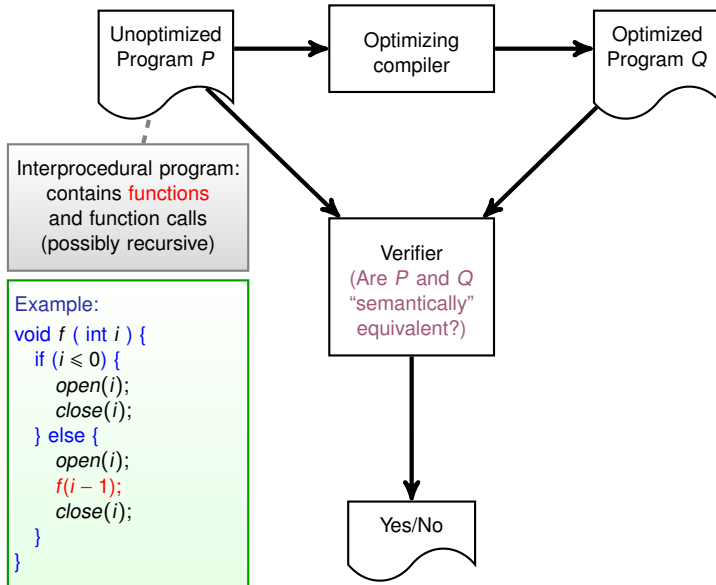 Unoptimized
Program P
Optimizing
compiler
Optimized
Program Q
Interprocedural program:
contains functions
and function calls
(possibly recursive)
Verifier
(Are P and Q
“semantically”
equivalent?)
Example:
void f ( int i ) {
if (i ⩽ 0) {
open(i);
close(i);
} else {
open(i);
f(i − 1);
close(i);
}
}
Yes/No